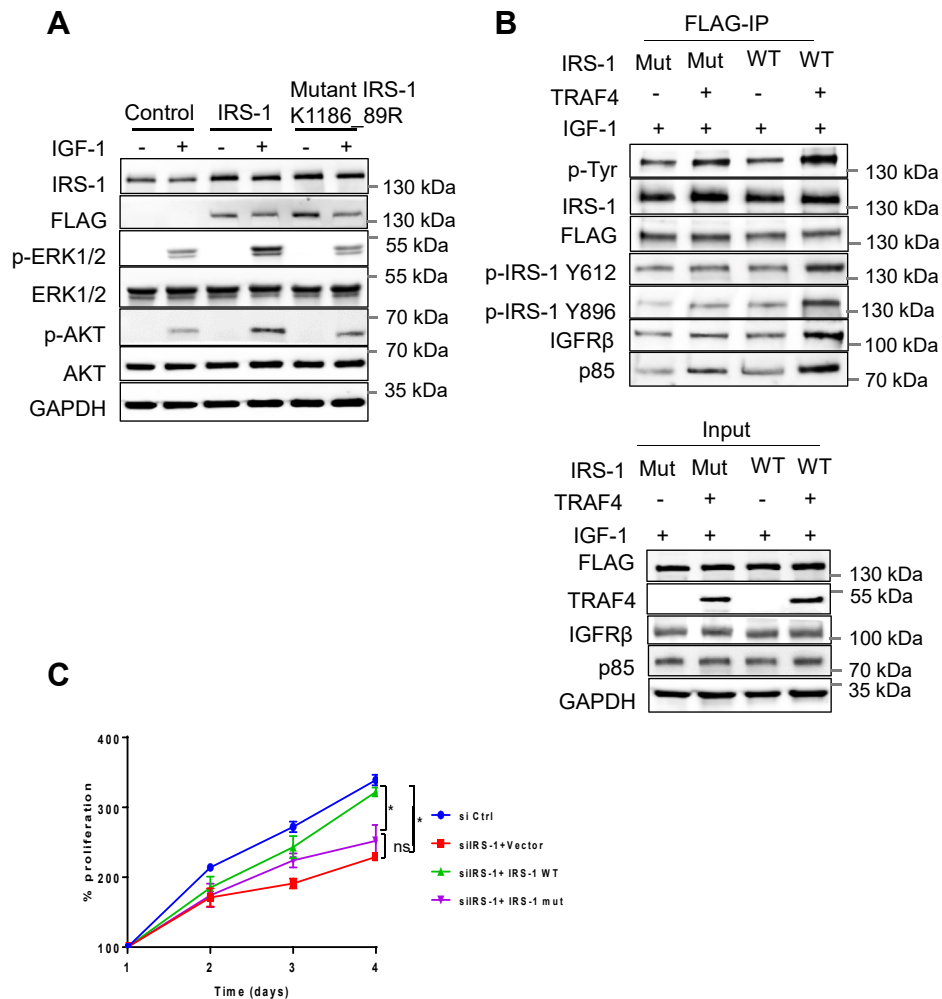 A
Mutant IRS-1
Control IRS-1 K1186_89R
IGF-1 - + - + - +
IRS-1 130 kDa
FLAG 130 kDa
p-ERK1/2 55 kDa
ERK1/2 55 kDa
p-AKT 70 kDa
AKT 70 kDa
GAPDH 35 kDa
B
FLAG-IP
IRS-1 Mut Mut WT WT
TRAF4 - + - +
IGF-1 + + + +
p-Tyr 130 kDa
IRS-1 130 kDa
FLAG 130 kDa
p-IRS-1 Y612 130 kDa
p-IRS-1 Y896 130 kDa
IGFRβ 100 kDa
p85 70 kDa
Input
IRS-1 Mut Mut WT WT
TRAF4 - + - +
IGF-1 + + + +
FLAG 130 kDa
TRAF4 55 kDa
IGFRβ 100 kDa
p85 70 kDa
GAPDH 35 kDa
C
% proliferation
400
300
200
100
1 2 3 4
Time (days)
* *
ns
si Ctrl
siIRS-1+Vector
siIRS-1+ IRS-1 WT
siIRS-1+ IRS-1 mut